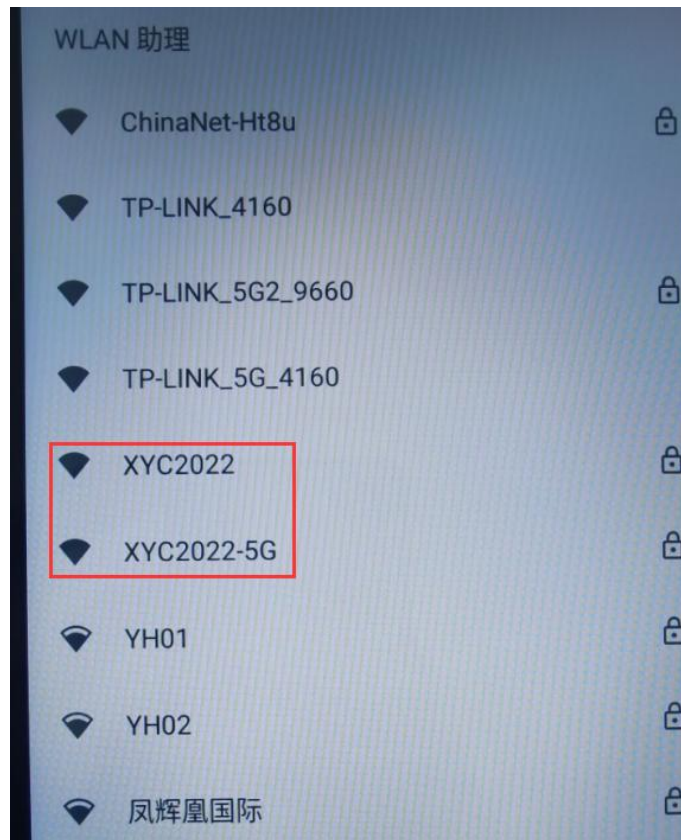 WLAN 助理
ChinaNet-Ht8u
TP-LINK_4160
TP-LINK_5G2_9660
TP-LINK_5G_4160
XYC2022
XYC2022-5G
YH01
YH02
凤辉凰国际